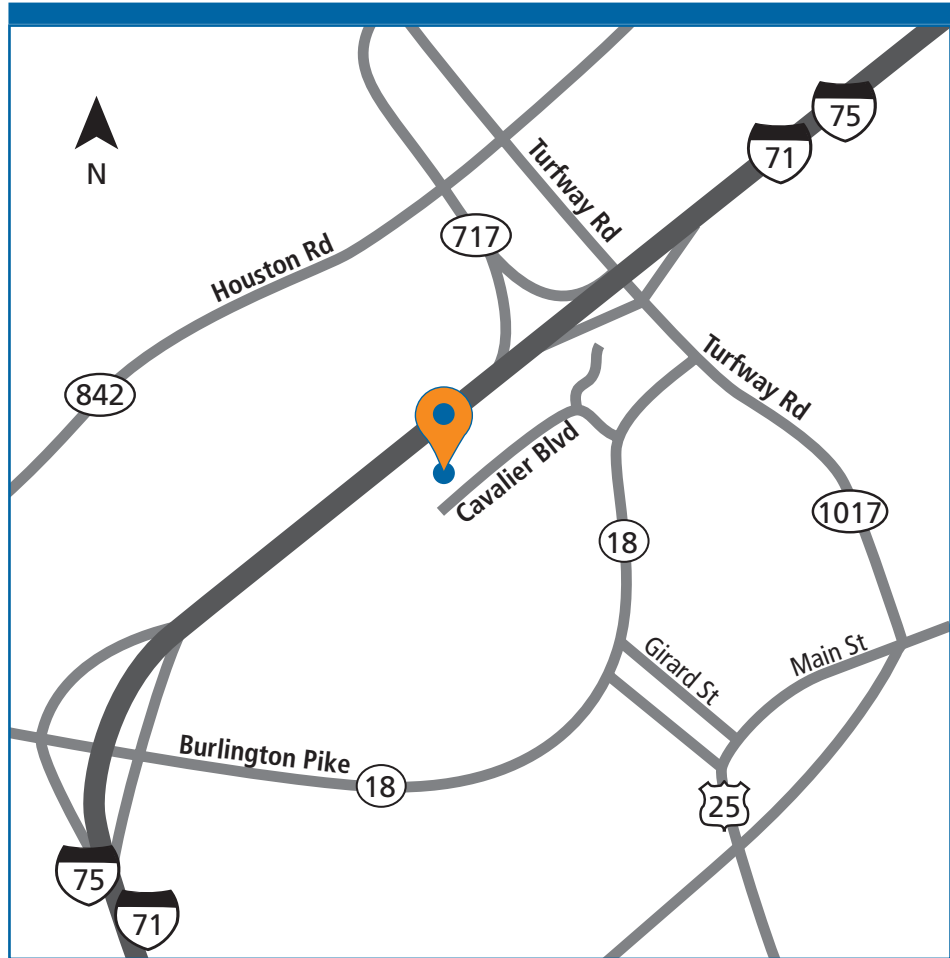 75
71
N
Turfway Rd
717
Houston Rd
Turfway Rd
842
Cavalier Blvd
1017
18
Girard St
Main St
Burlington Pike
18
25
75
71